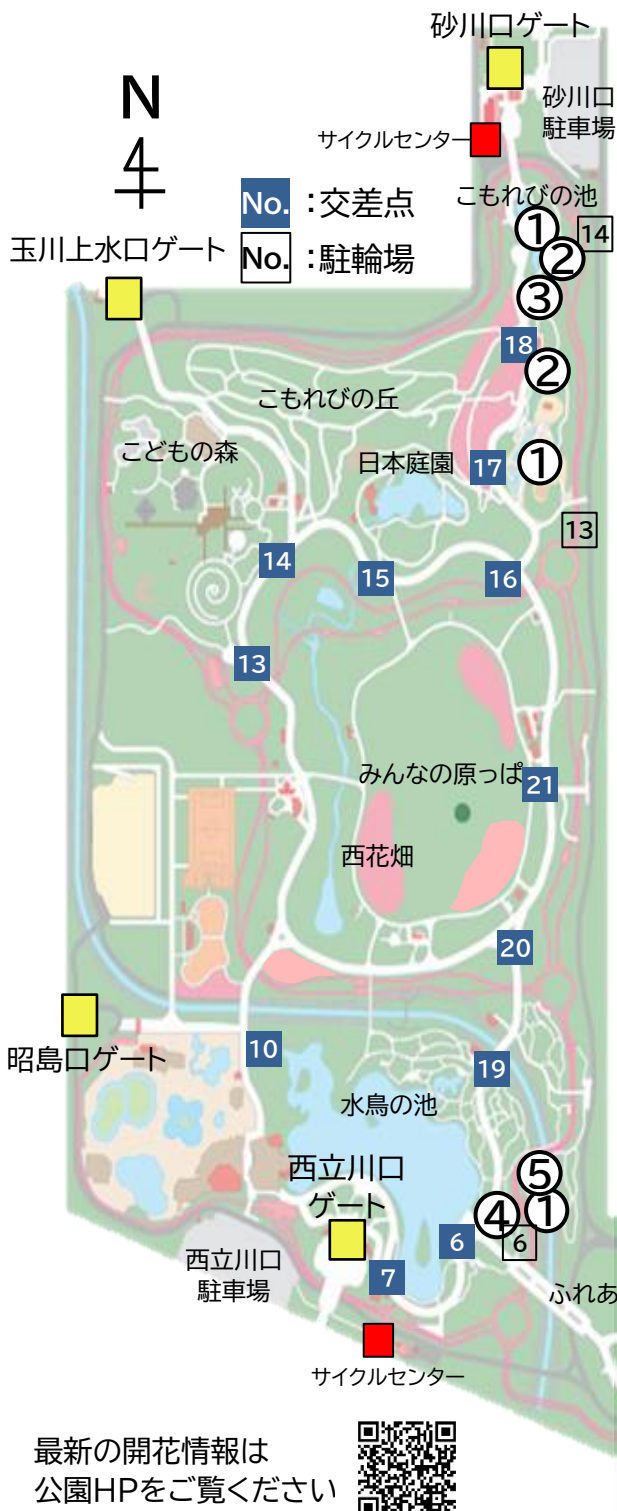 砂川口ゲート
N
砂川口
駐車場
サイクルセンター
No. :交差点
こもれびの池
① 14
玉川上水口ゲート
No. :駐輪場
②
③
18
②
こもれびの丘
こどもの森
日本庭園 17 ①
13
14 15 16
13
みんなの原っぱ 21
西花畑
20
昭島口ゲート
10 19
水鳥の池
西立川口
ゲート
⑤
④ ①
6 6
西立川口
駐車場
7
ふれあ
サイクルセンター
最新の開花情報は
公園HPをご覧ください